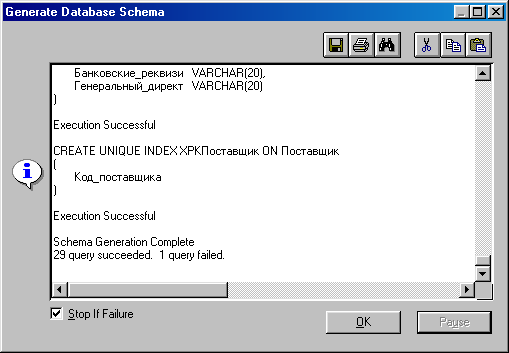 Generate Database Schema
Банковские_реквизи VARCHAR(20),
Генеральный_директ VARCHAR(20)
)
Execution Successful
CREATE UNIQUE INDEX XPKПоставщик ON Поставщик
(
Код_поставщика
)
Execution Successful
Schema Generation Complete
29 query succeeded. 1 query failed.
Stop If Failure
OK
Pause